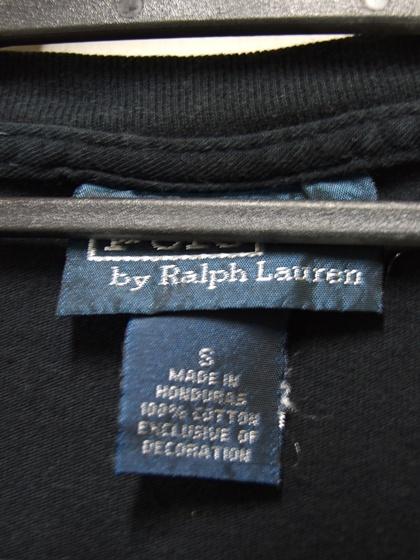 by Ralph Lauren
S
MADE IN
HONDURAS
100% COTTON
EXCLUSIVE OF
DECORATION